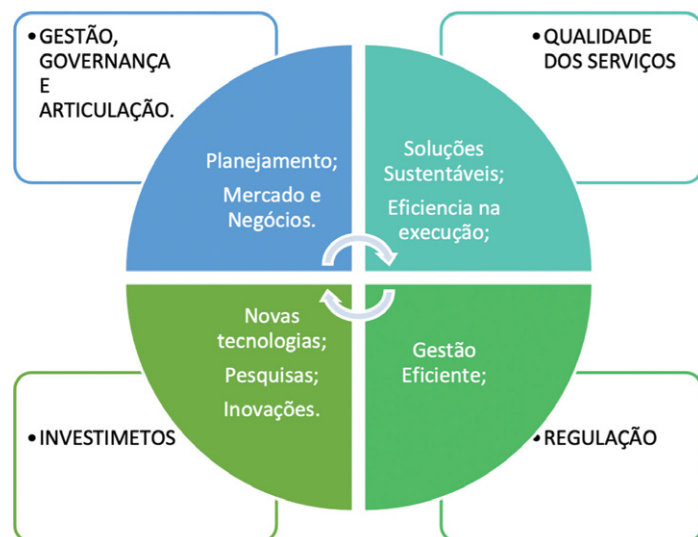 •GESTÃO,
GOVERNANÇA
E
ARTICULAÇÃO.
•QUALIDADE
DOS SERVIÇOS
Planejamento;
Mercado e
Negócios.
Soluções
Sustentáveis;
Eficiencia na
execução;
Novas
tecnologias;
Pesquisas;
Inovações.
Gestão
Eficiente;
•INVESTIMETOS
•REGULAÇÃO